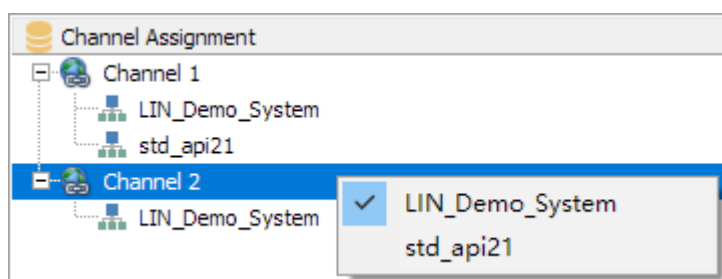 Channel Assignment
Channel 1
LIN_Demo_System
std_api21
Channel 2
LIN_Demo_System
LIN_Demo_System
std_api21